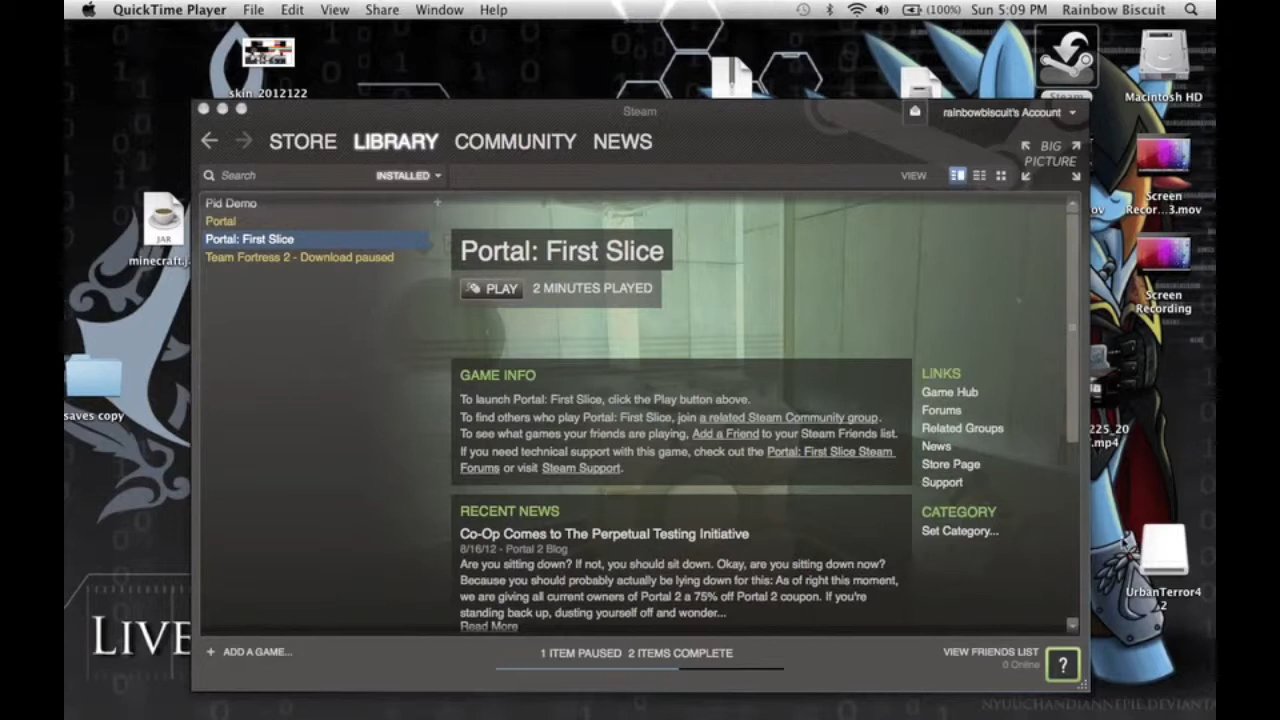 QuickTime Player File Edit View Share Window Help (100%) Sun 5:09 PM Rainbow Biscuit
skin_2012122
Steam
Macintosh HD
Steam
rainbowbiscuit's Account
STORE LIBRARY COMMUNITY NEWS
BIG
PICTURE
Search INSTALLED VIEW
Pid Demo +
Portal
Portal: First Slice
Team Fortress 2 - Download paused
Portal: First Slice
PLAY 2 MINUTES PLAYED
GAME INFO
To launch Portal: First Slice, click the Play button above.
To find others who play Portal: First Slice, join a related Steam Community group.
To see what games your friends are playing, Add a Friend to your Steam Friends list.
If you need technical support with this game, check out the Portal: First Slice Steam
Forums or visit Steam Support.
LINKS
Game Hub
Forums
Related Groups
News
Store Page
Support
CATEGORY
Set Category...
RECENT NEWS
Co-Op Comes to The Perpetual Testing Initiative
8/16/12 - Portal 2 Blog
Are you sitting down? If not, you should sit down. Okay, are you sitting down now?
Because you should probably actually be lying down for this: As of right this moment,
we are giving all current owners of Portal 2 a 75% off Portal 2 coupon. If you're
standing back up, dusting yourself off and wonder...
Read More
+ ADD A GAME...
1 ITEM PAUSED 2 ITEMS COMPLETE
VIEW FRIENDS LIST
0 Online
?
JAR
minecraft.j
saves copy
LIVE
ov
Screen
Recor...3.mov
Screen
Recording
225_20
.mp4
UrbanTerror4
2
NYUUCHANDIANNEPIE.DEVIANTA